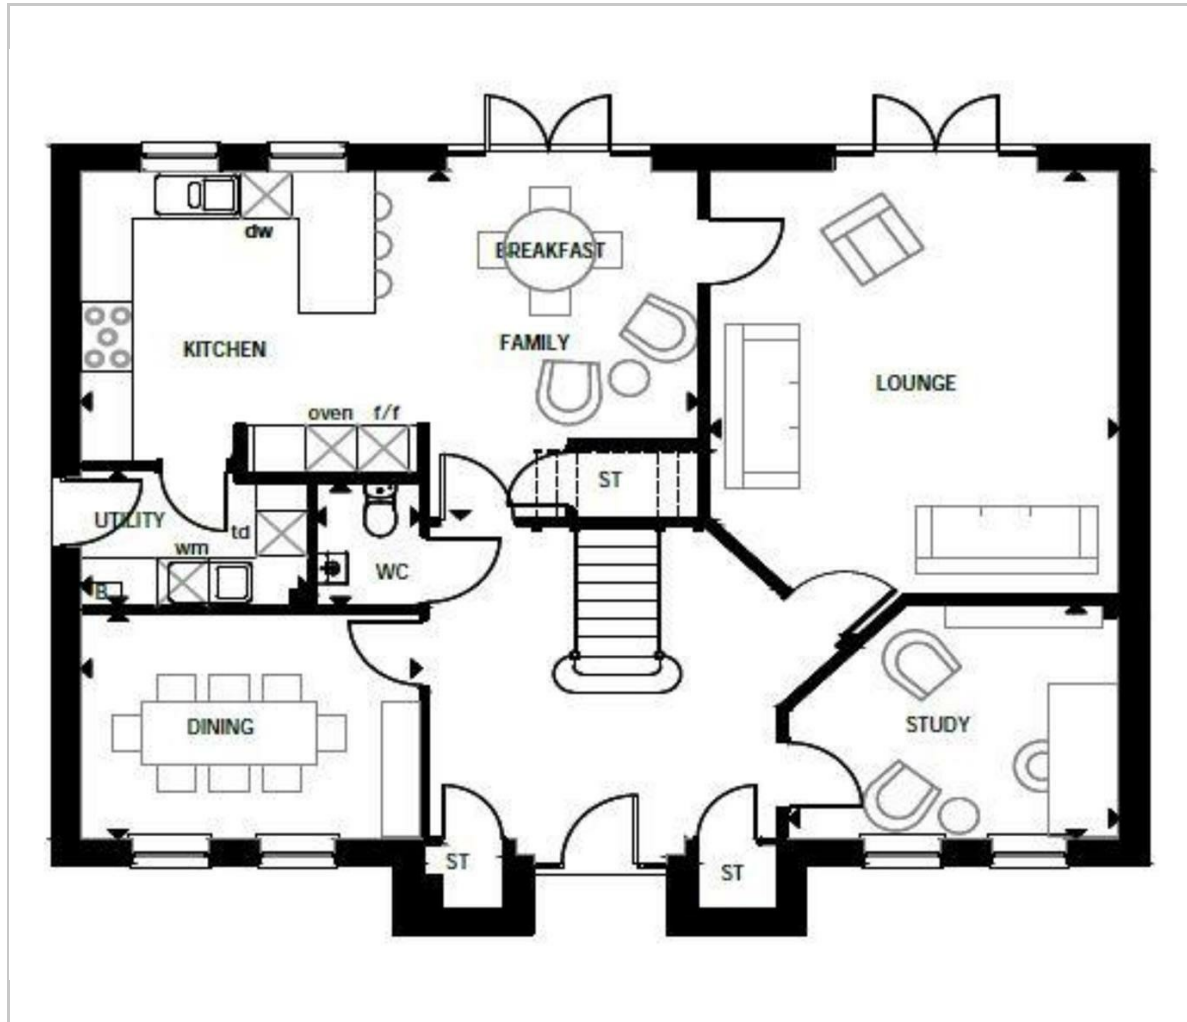 dw
BREAKFAST
FAMILY
KITCHEN
LOUNGE
oven f/f
ST
UTILITY
td
wm
WC
B
DINING
STUDY
ST
ST